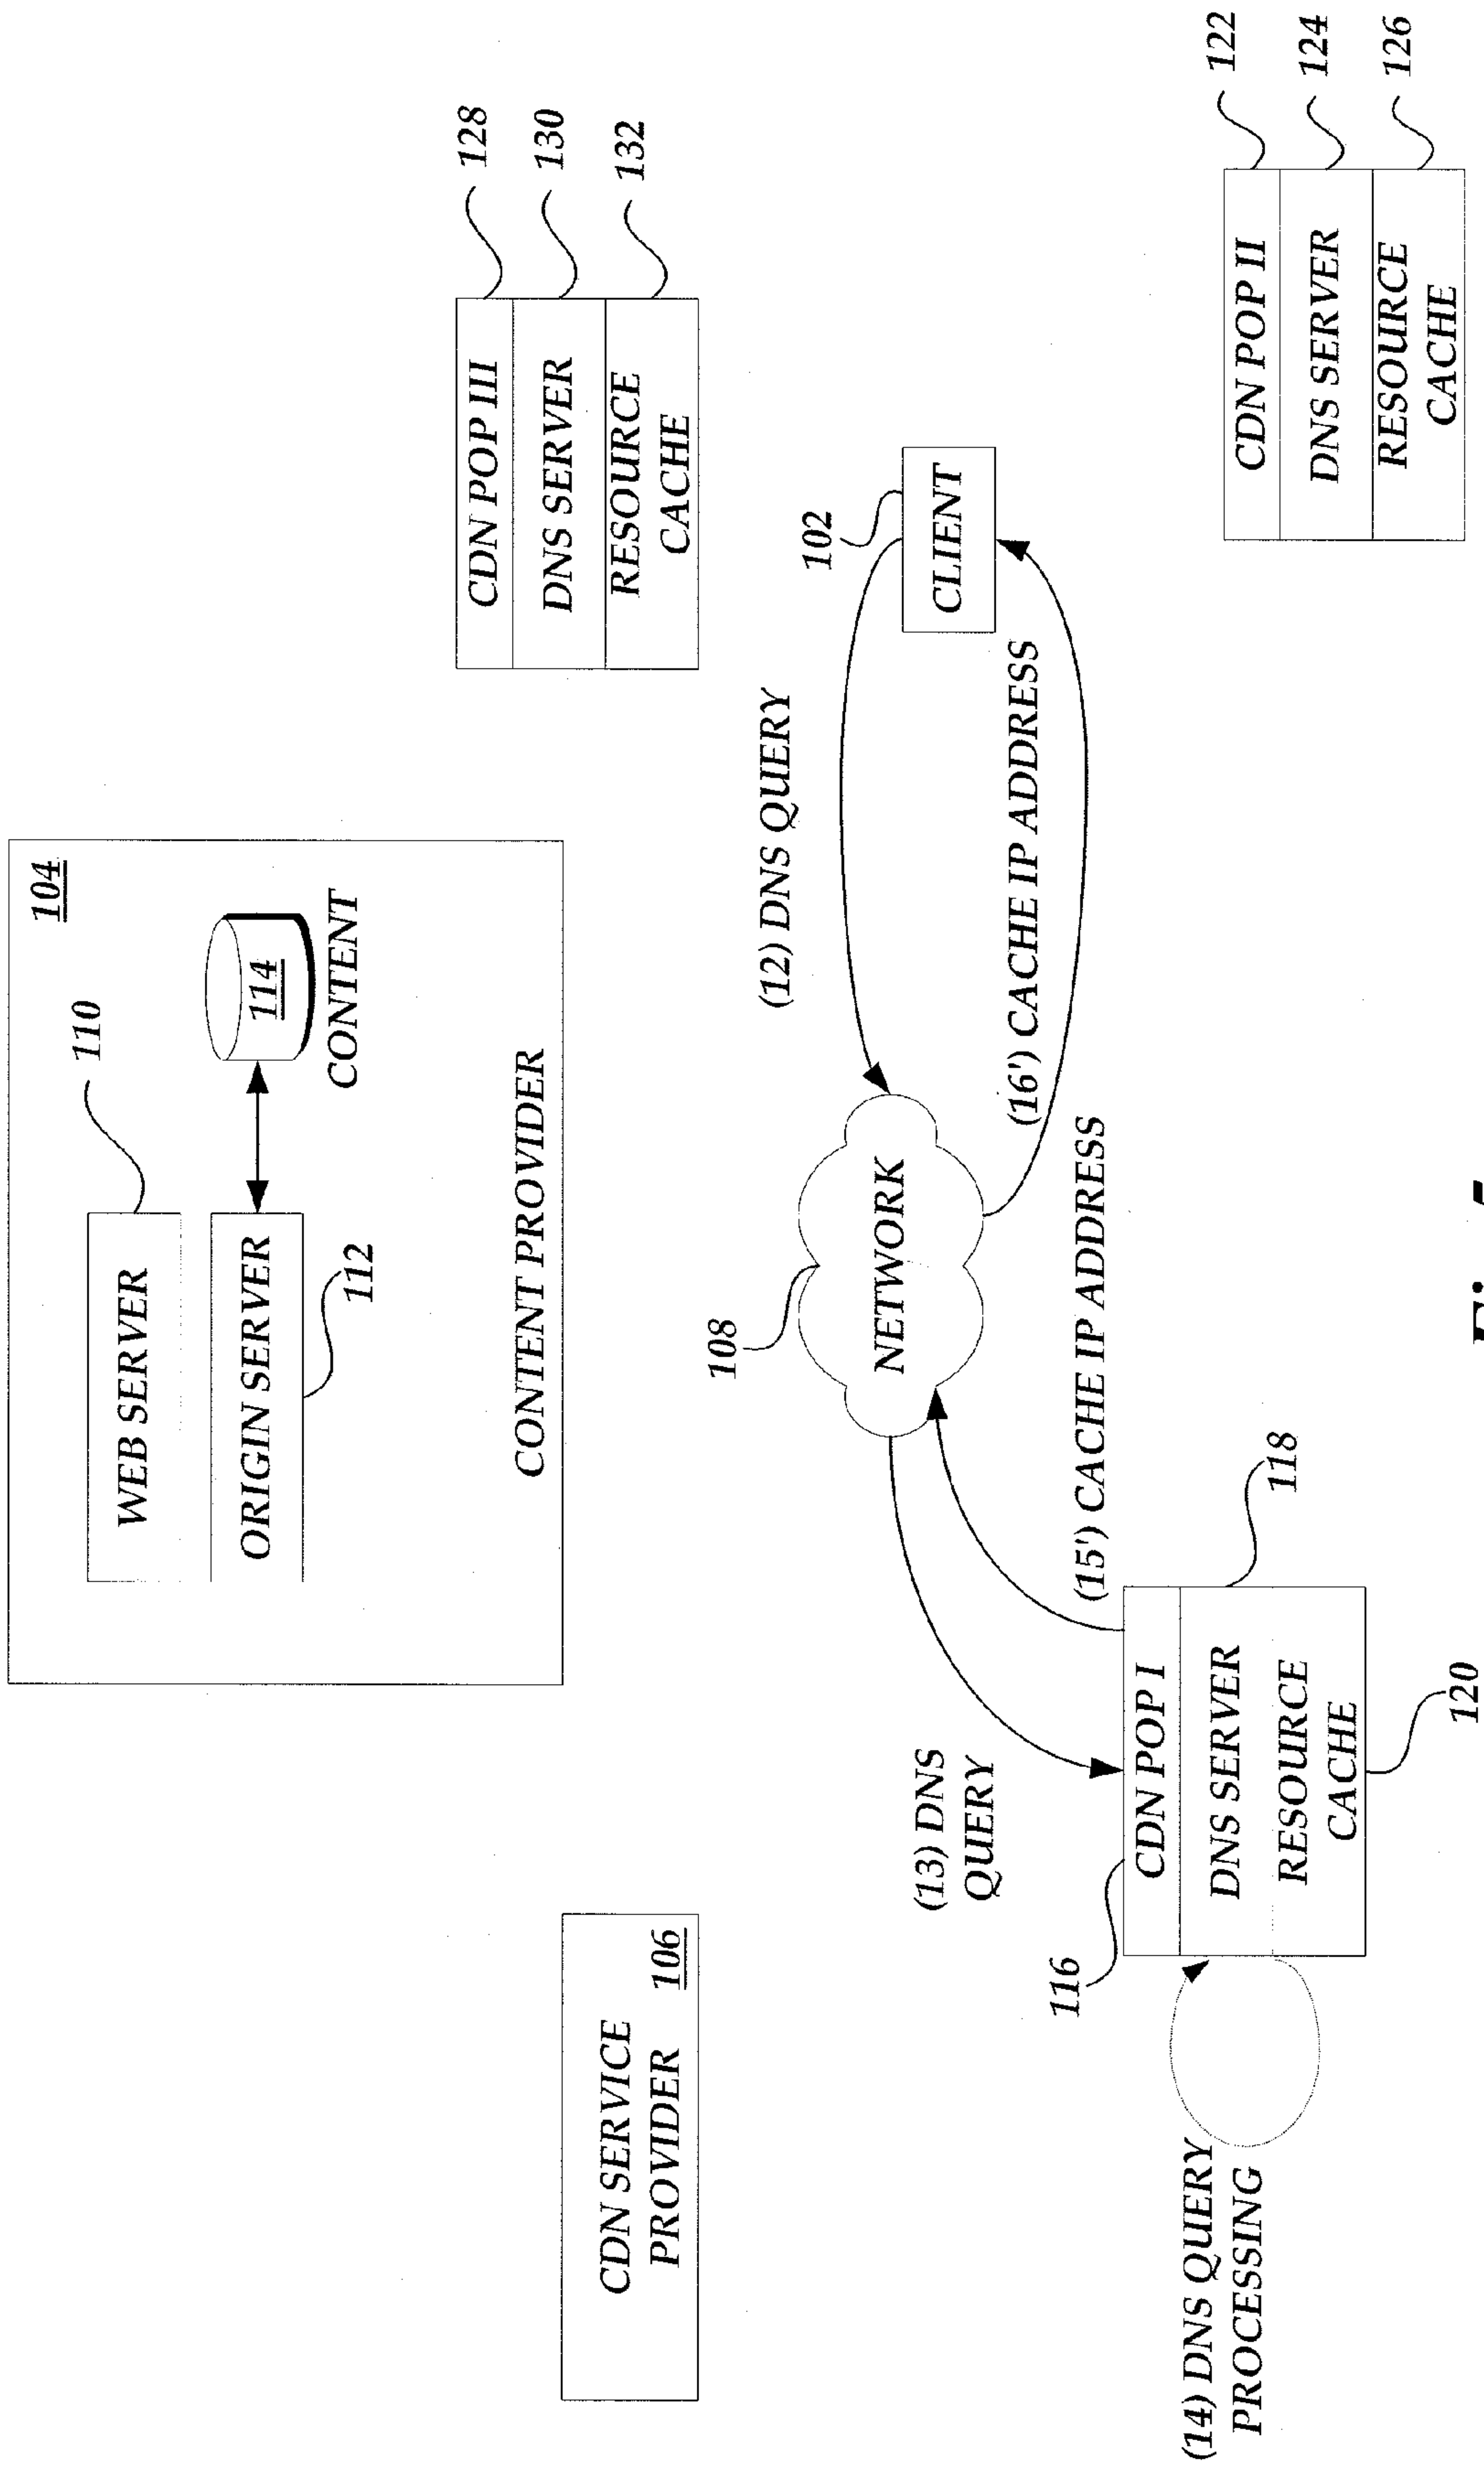 104
WEB SERVER
110
ORIGIN SERVER
112
114
CONTENT
CONTENT PROVIDER
CDN SERVICE
PROVIDER
106
CDN POP III
128
DNS SERVER
130
RESOURCE
CACHE
132
108
NETWORK
(12) DNS QUERY
102
CLIENT
(13) DNS
QUERY
(16') CACHE IP ADDRESS
(15') CACHE IP ADDRESS
116
CDN POP I
DNS SERVER
118
RESOURCE
CACHE
120
(14) DNS QUERY
PROCESSING
CDN POP II
122
DNS SERVER
124
RESOURCE
CACHE
126